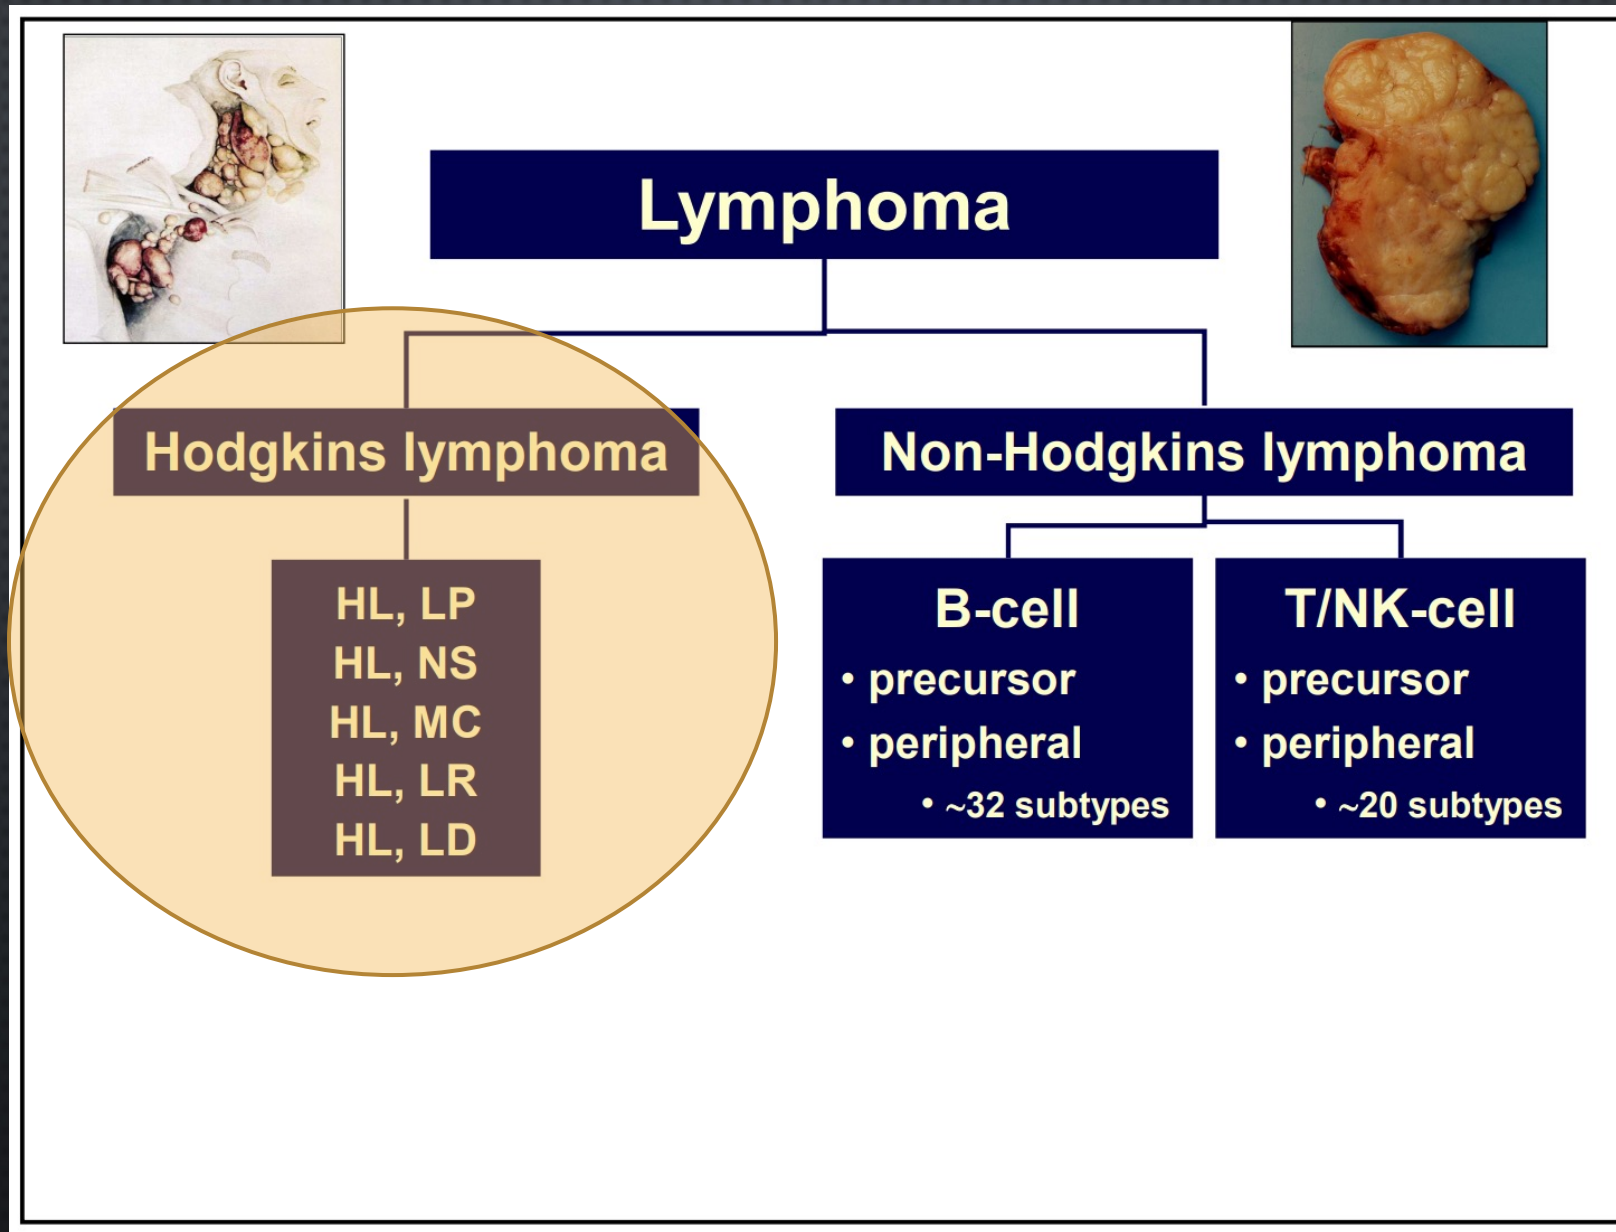 Lymphoma
Hodgkins lymphoma
HL, LP
HL, NS
HL, MC
HL, LR
HL, LD
Non-Hodgkins lymphoma
B-cell
• precursor
• peripheral
• ~32 subtypes
T/NK-cell
• precursor
• peripheral
• ~20 subtypes